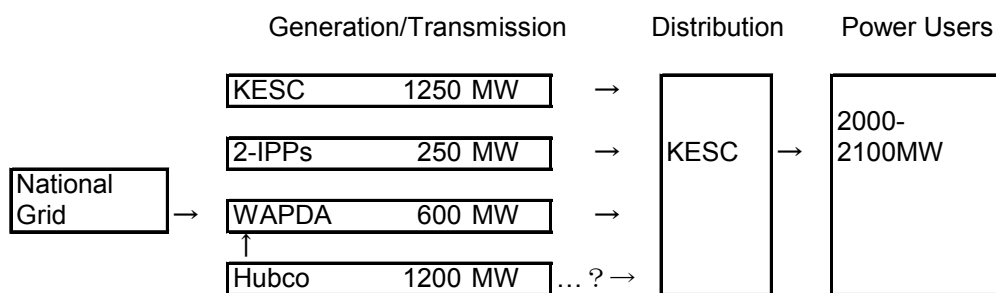 Generation/Transmission Distribution Power Users
KESC 1250 MW →
2000-
2-IPPs 250 MW → KESC → 2100MW
National
Grid → WAPDA 600 MW →
↑
Hubco 1200 MW …？→